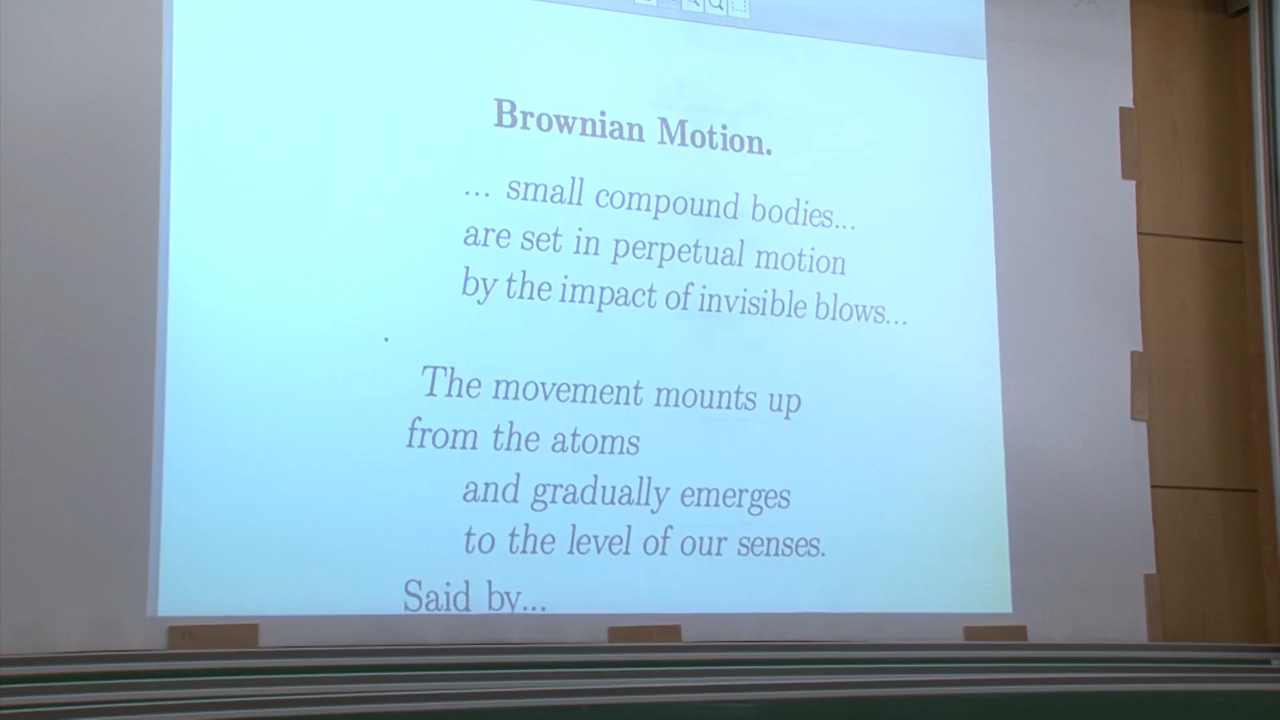 Brownian Motion.
... small compound bodies...
are set in perpetual motion
by the impact of invisible blows...
The movement mounts up
from the atoms
and gradually emerges
to the level of our senses.
Said by...